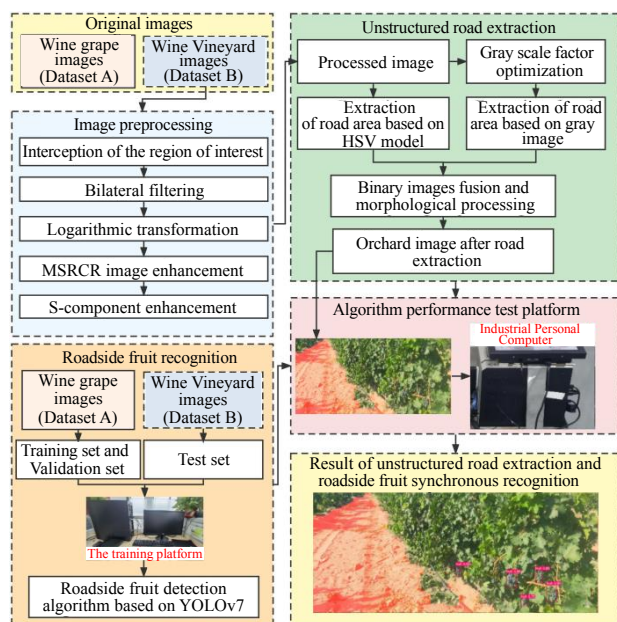 Original images
Wine grape
images
(Dataset A)
Wine Vineyard
images
(Dataset B)
Image preprocessing
Interception of the region of interest
Bilateral filtering
Logarithmic transformation
MSRCR image enhancement
S-component enhancement
Roadside fruit recognition
Wine grape
images
(Dataset A)
Wine Vineyard
images
(Dataset B)
Training set and
Validation set
Test set
The training platform
Roadside fruit detection
algorithm based on YOLOv7
Unstructured road extraction
Processed image
Gray scale factor
optimization
Extraction
of road area based on
HSV model
Extraction of road
area based on gray
image
Binary images fusion and
morphological processing
Orchard image after road
extraction
Algorithm performance test platform
Industrial Personal
Computer
Result of unstructured road extraction and
roadside fruit synchronous recognition